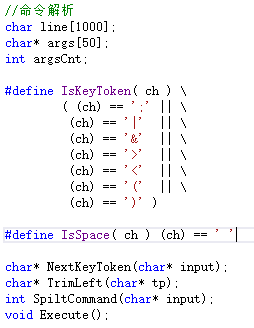 //命令解析
char line[1000];
char* args[50];
int argsCnt;
#define IsKeyToken( ch ) \
( (ch) == ';' || \
(ch) == '|' || \
(ch) == '&' || \
(ch) == '>' || \
(ch) == '<' || \
(ch) == '(' || \
(ch) == ')' )
#define IsSpace( ch ) (ch) == ' '
char* NextKeyToken(char* input);
char* TrimLeft(char* tp);
int SpiltCommand(char* input);
void Execute();